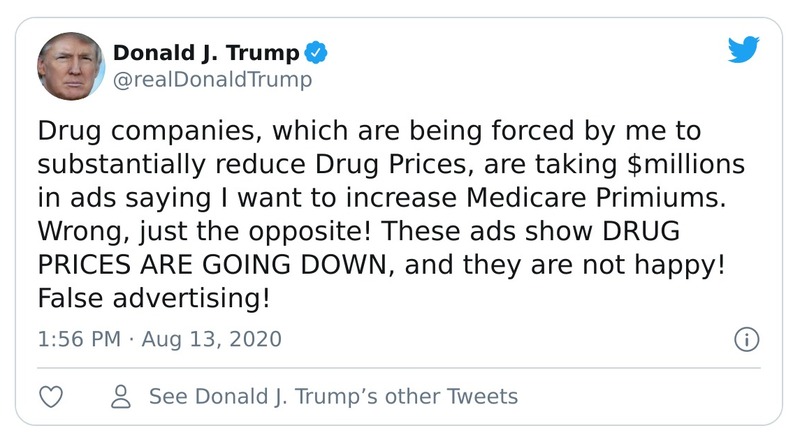 Donald J. Trump
@realDonaldTrump
Drug companies, which are being forced by me to
substantially reduce Drug Prices, are taking $millions
in ads saying I want to increase Medicare Primiums.
Wrong, just the opposite! These ads show DRUG
PRICES ARE GOING DOWN, and they are not happy!
False advertising!
1:56 PM · Aug 13, 2020
See Donald J. Trump’s other Tweets